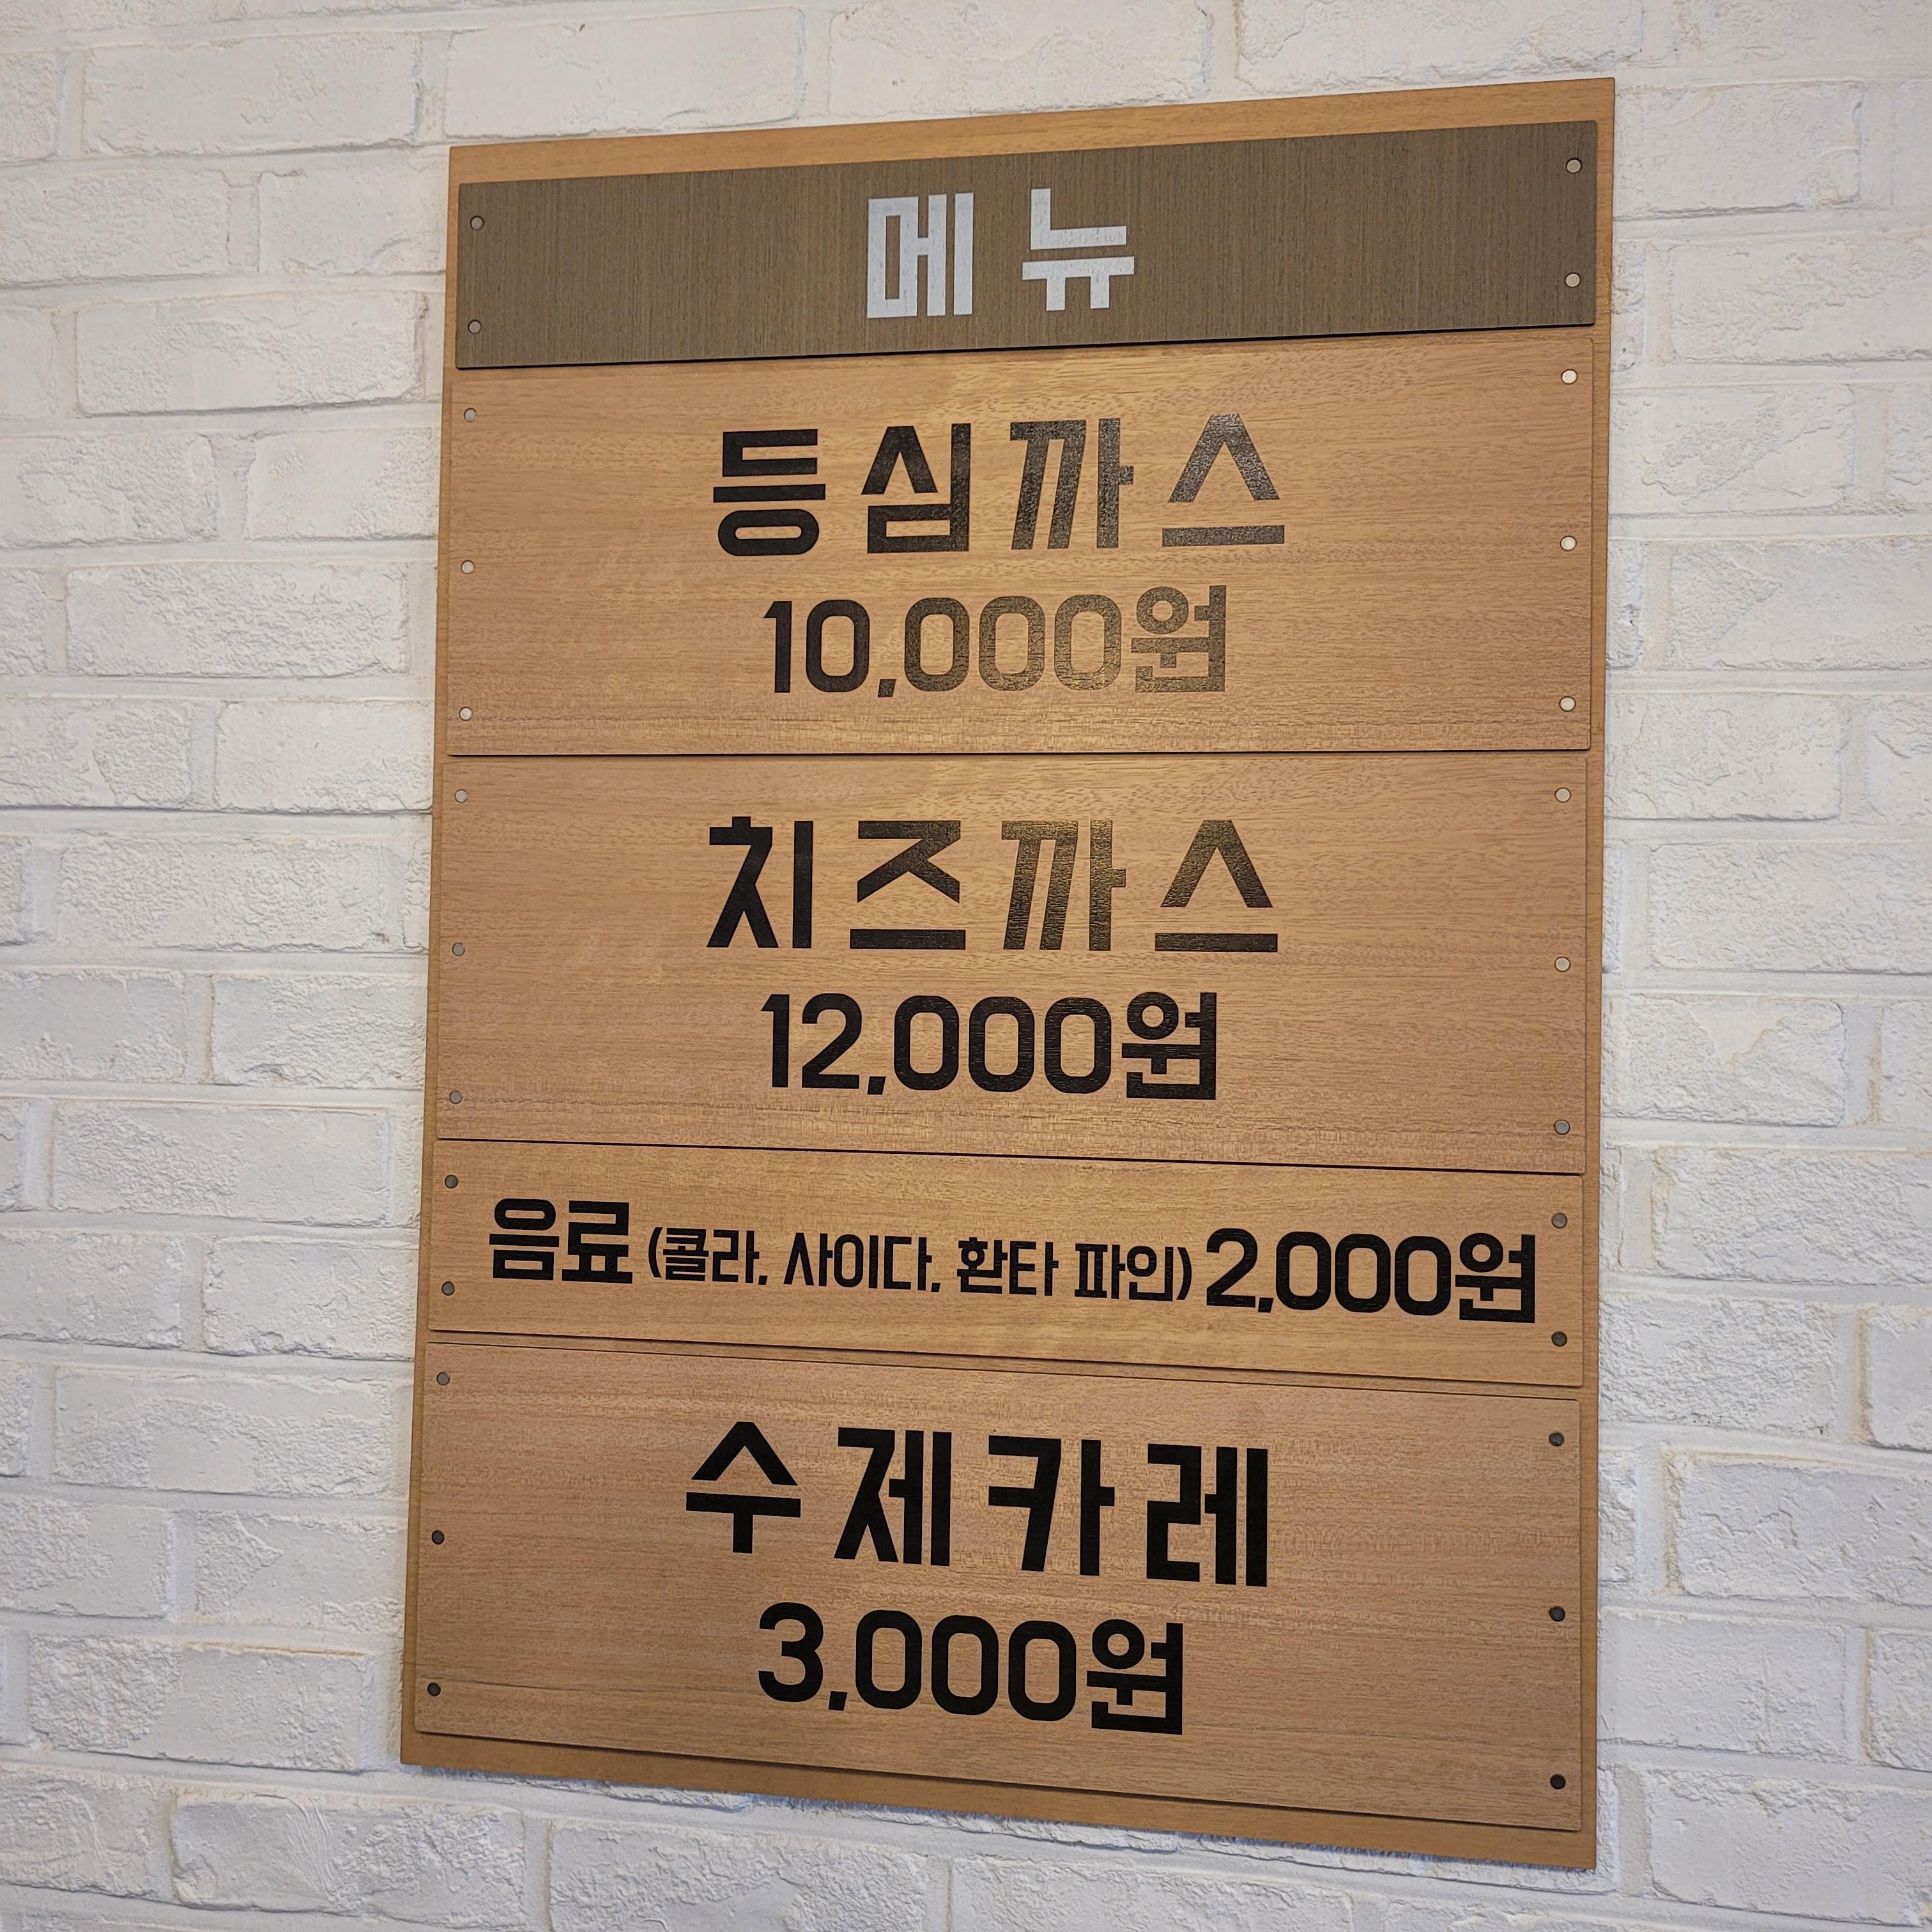 메뉴
등심까스
10,000원
치즈까스
12,000원
음료 (콜라, 사이다, 환타 파인) 2,000원
수제카레
3,000원